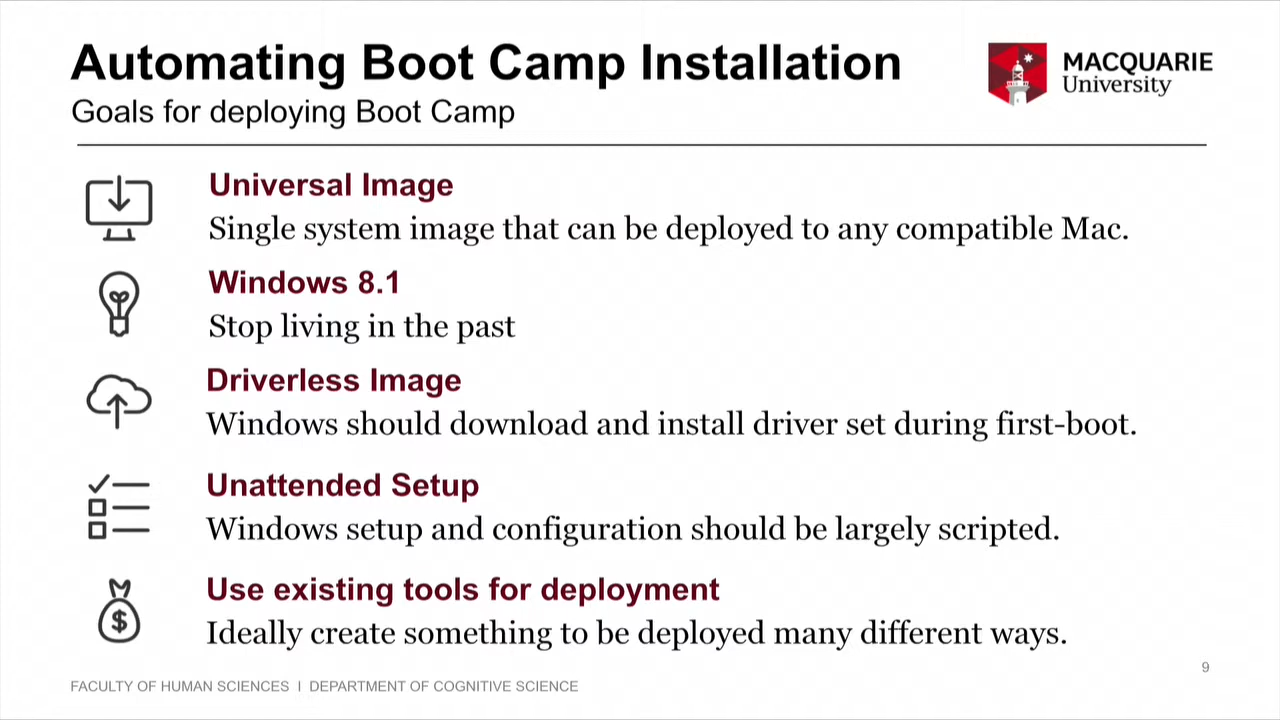 Automating Boot Camp Installation
Goals for deploying Boot Camp
MACQUARIE
University
Universal Image
Single system image that can be deployed to any compatible Mac.
Windows 8.1
Stop living in the past
Driverless Image
Windows should download and install driver set during first-boot.
Unattended Setup
Windows setup and configuration should be largely scripted.
$
Use existing tools for deployment
Ideally create something to be deployed many different ways.
9
FACULTY OF HUMAN SCIENCES I DEPARTMENT OF COGNITIVE SCIENCE